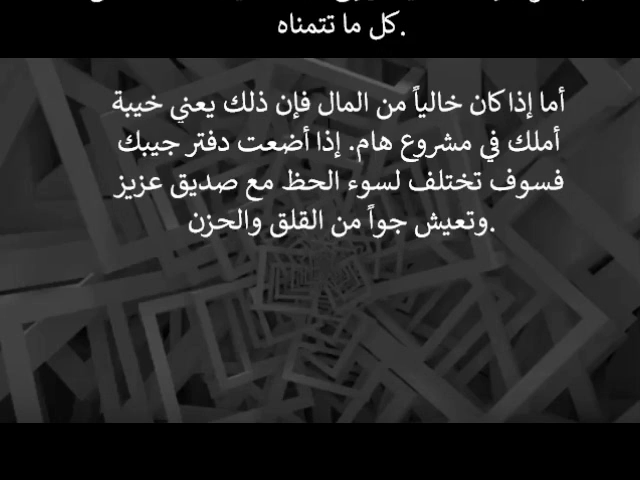 كل ما تتمناه.
أما إذا كان خالياً من المال فإن ذلك يعني خيبة
أملك في مشروع هام. إذا أضعت دفتر جيبك
فسوف تختلف لسوء الحظ مع صديق عزيز
وتعيش جواً من القلق والحزن.